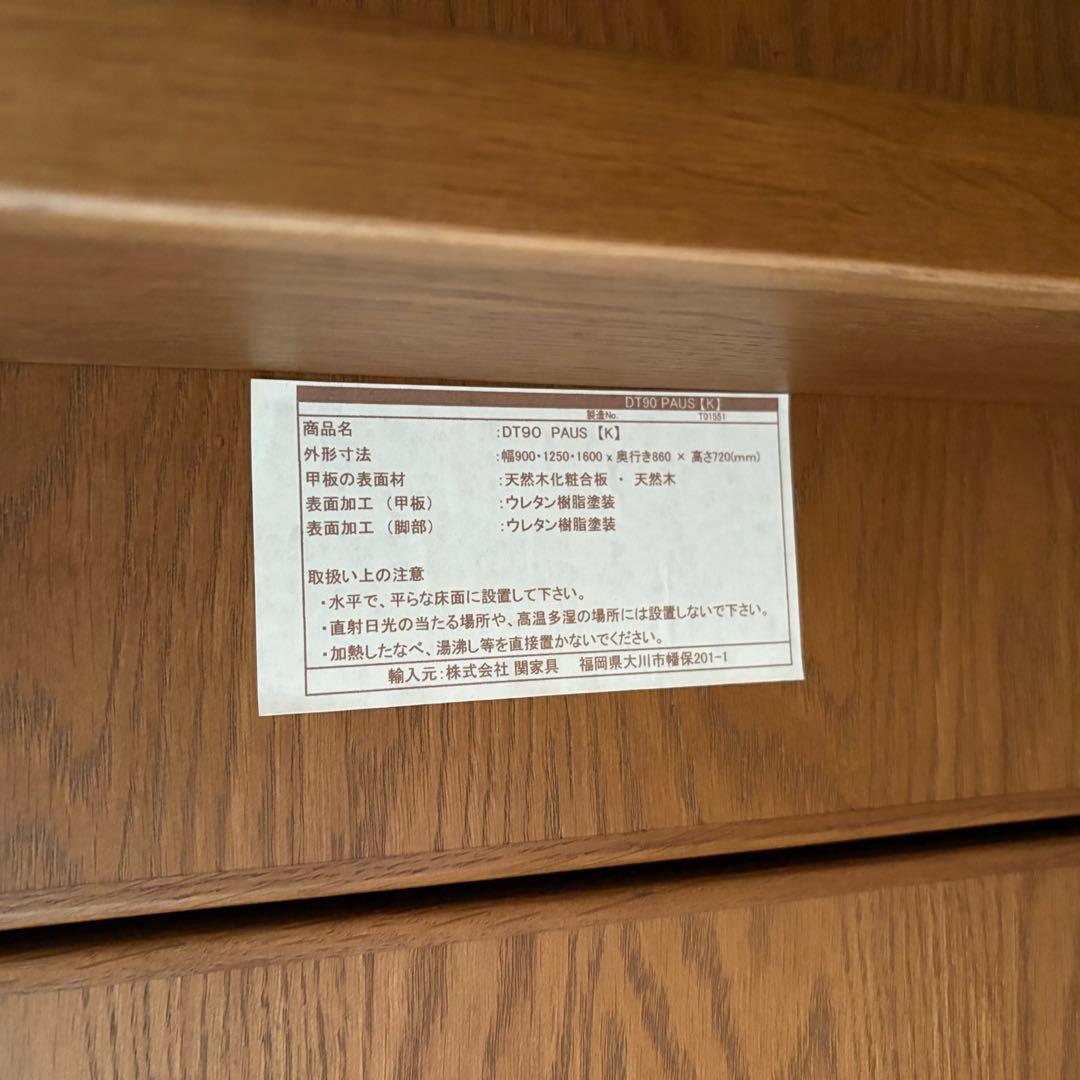 DT90 PAUS【K】
製造No. T01551
商品名 :DT90 PAUS【K】
外形寸法 :幅900・1250・1600 x 奥行き860 × 高さ720(mm)
甲板の表面材 :天然木化粧合板 ・ 天然木
表面加工（甲板） :ウレタン樹脂塗装
表面加工（脚部） :ウレタン樹脂塗装
取扱い上の注意
・水平で、平らな床面に設置して下さい。
・直射日光の当たる場所や、高温多湿の場所には設置しないで下さい。
・加熱したなべ、湯沸し等を直接置かないでください。
輸入元:株式会社 関家具 福岡県大川市幡保201-1